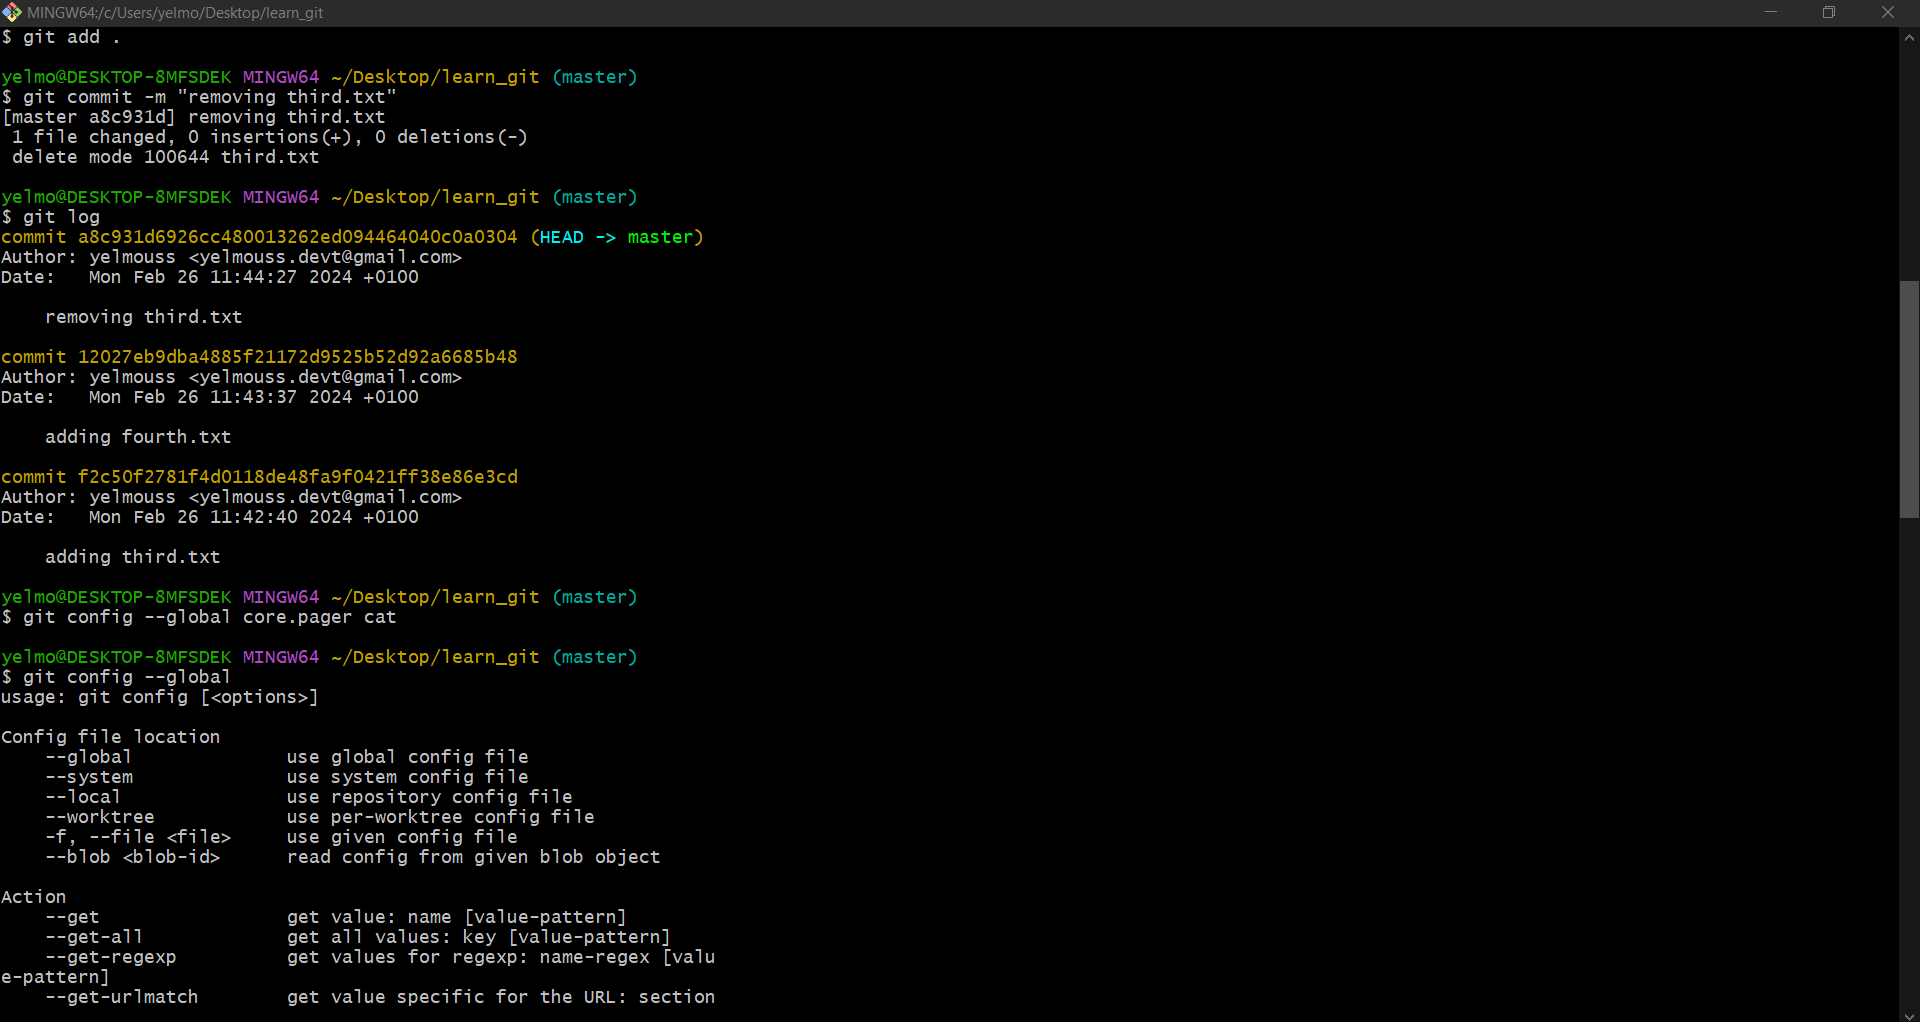 MINGW64:/c/Users/yelmo/Desktop/learn_git
$ git add .
yelmo@DESKTOP-8MFSDEK MINGW64 ~/Desktop/learn_git (master)
$ git commit -m "removing third.txt"
[master a8c931d] removing third.txt
 1 file changed, 0 insertions(+), 0 deletions(-)
 delete mode 100644 third.txt
yelmo@DESKTOP-8MFSDEK MINGW64 ~/Desktop/learn_git (master)
$ git log
commit a8c931d6926cc480013262ed094464040c0a0304 (HEAD -> master)
Author: yelmouss <yelmouss.devt@gmail.com>
Date:   Mon Feb 26 11:44:27 2024 +0100
    removing third.txt
commit 12027eb9dba4885f21172d9525b52d92a6685b48
Author: yelmouss <yelmouss.devt@gmail.com>
Date:   Mon Feb 26 11:43:37 2024 +0100
    adding fourth.txt
commit f2c50f2781f4d0118de48fa9f0421ff38e86e3cd
Author: yelmouss <yelmouss.devt@gmail.com>
Date:   Mon Feb 26 11:42:40 2024 +0100
    adding third.txt
yelmo@DESKTOP-8MFSDEK MINGW64 ~/Desktop/learn_git (master)
$ git config --global core.pager cat
yelmo@DESKTOP-8MFSDEK MINGW64 ~/Desktop/learn_git (master)
$ git config --global
usage: git config [<options>]
Config file location
    --global              use global config file
    --system              use system config file
    --local               use repository config file
    --worktree            use per-worktree config file
    -f, --file <file>     use given config file
    --blob <blob-id>      read config from given blob object
Action
    --get                 get value: name [value-pattern]
    --get-all             get all values: key [value-pattern]
    --get-regexp          get values for regexp: name-regex [valu
e-pattern]
    --get-urlmatch        get value specific for the URL: section